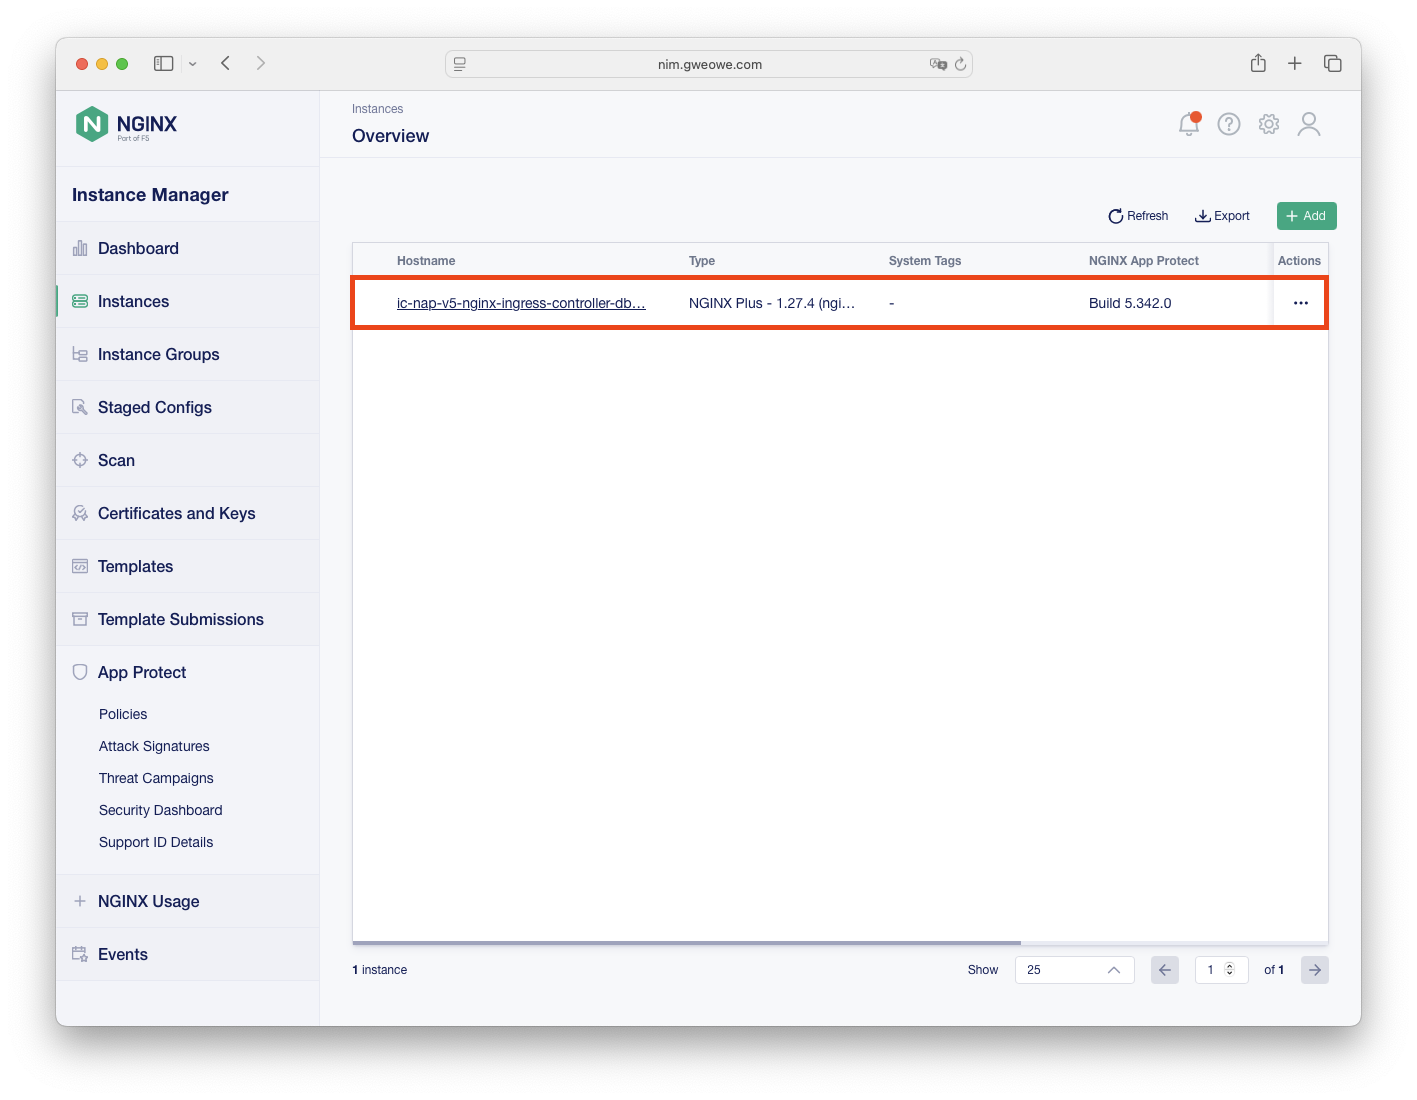 nim.gweowe.com
NGINX
Part of F5
Instance Manager
Dashboard
Instances
Instance Groups
Staged Configs
Scan
Certificates and Keys
Templates
Template Submissions
App Protect
Policies
Attack Signatures
Threat Campaigns
Security Dashboard
Support ID Details
NGINX Usage
Events
Instances
Overview
Refresh Export + Add
Hostname Type System Tags NGINX App Protect Actions
ic-nap-v5-nginx-ingress-controller-db... NGINX Plus - 1.27.4 (ngi... - Build 5.342.0 ...
1 instance Show 25 1 of 1